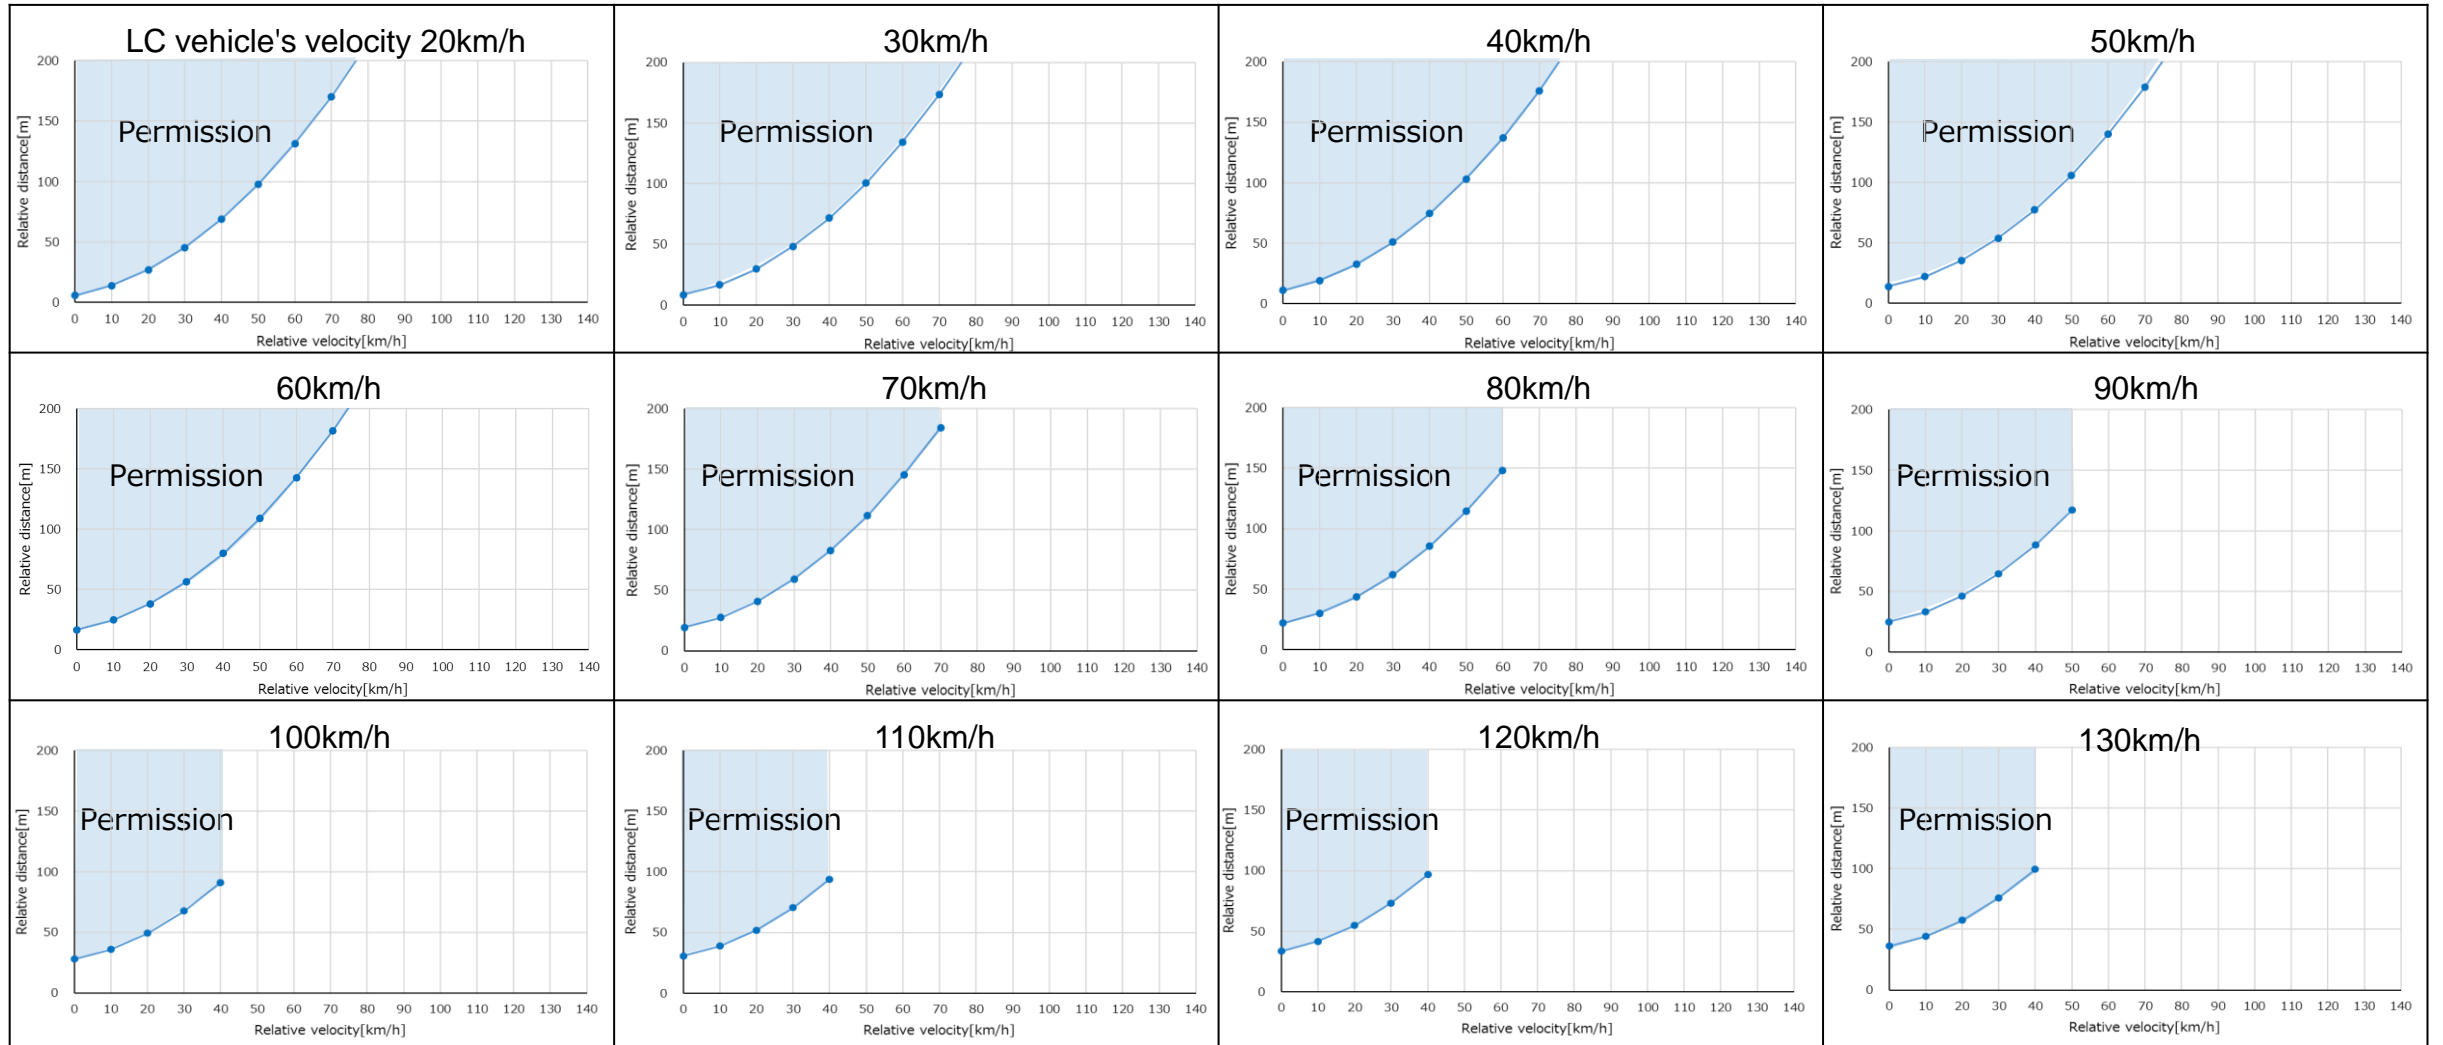 LC vehicle's velocity 20km/h
200
150
100
50
0
Permission
0 10 20 30 40 50 60 70 80 90 100 110 120 130 140
Relative distance[m]
Relative velocity[km/h]
30km/h
200
150
100
50
0
Permission
0 10 20 30 40 50 60 70 80 90 100 110 120 130 140
Relative distance[m]
Relative velocity[km/h]
40km/h
200
150
100
50
0
Permission
0 10 20 30 40 50 60 70 80 90 100 110 120 130 140
Relative distance[m]
Relative velocity[km/h]
50km/h
200
150
100
50
0
Permission
0 10 20 30 40 50 60 70 80 90 100 110 120 130 140
Relative distance[m]
Relative velocity[km/h]
60km/h
200
150
100
50
0
Permission
0 10 20 30 40 50 60 70 80 90 100 110 120 130 140
Relative distance[m]
Relative velocity[km/h]
70km/h
200
150
100
50
0
Permission
0 10 20 30 40 50 60 70 80 90 100 110 120 130 140
Relative distance[m]
Relative velocity[km/h]
80km/h
200
150
100
50
0
Permission
0 10 20 30 40 50 60 70 80 90 100 110 120 130 140
Relative distance[m]
Relative velocity[km/h]
90km/h
200
150
100
50
0
Permission
0 10 20 30 40 50 60 70 80 90 100 110 120 130 140
Relative distance[m]
Relative velocity[km/h]
100km/h
200
150
100
50
0
Permission
0 10 20 30 40 50 60 70 80 90 100 110 120 130 140
Relative distance[m]
Relative velocity[km/h]
110km/h
200
150
100
50
0
Permission
0 10 20 30 40 50 60 70 80 90 100 110 120 130 140
Relative distance[m]
Relative velocity[km/h]
120km/h
200
150
100
50
0
Permission
0 10 20 30 40 50 60 70 80 90 100 110 120 130 140
Relative distance[m]
Relative velocity[km/h]
130km/h
200
150
100
50
0
Permission
0 10 20 30 40 50 60 70 80 90 100 110 120 130 140
Relative distance[m]
Relative velocity[km/h]